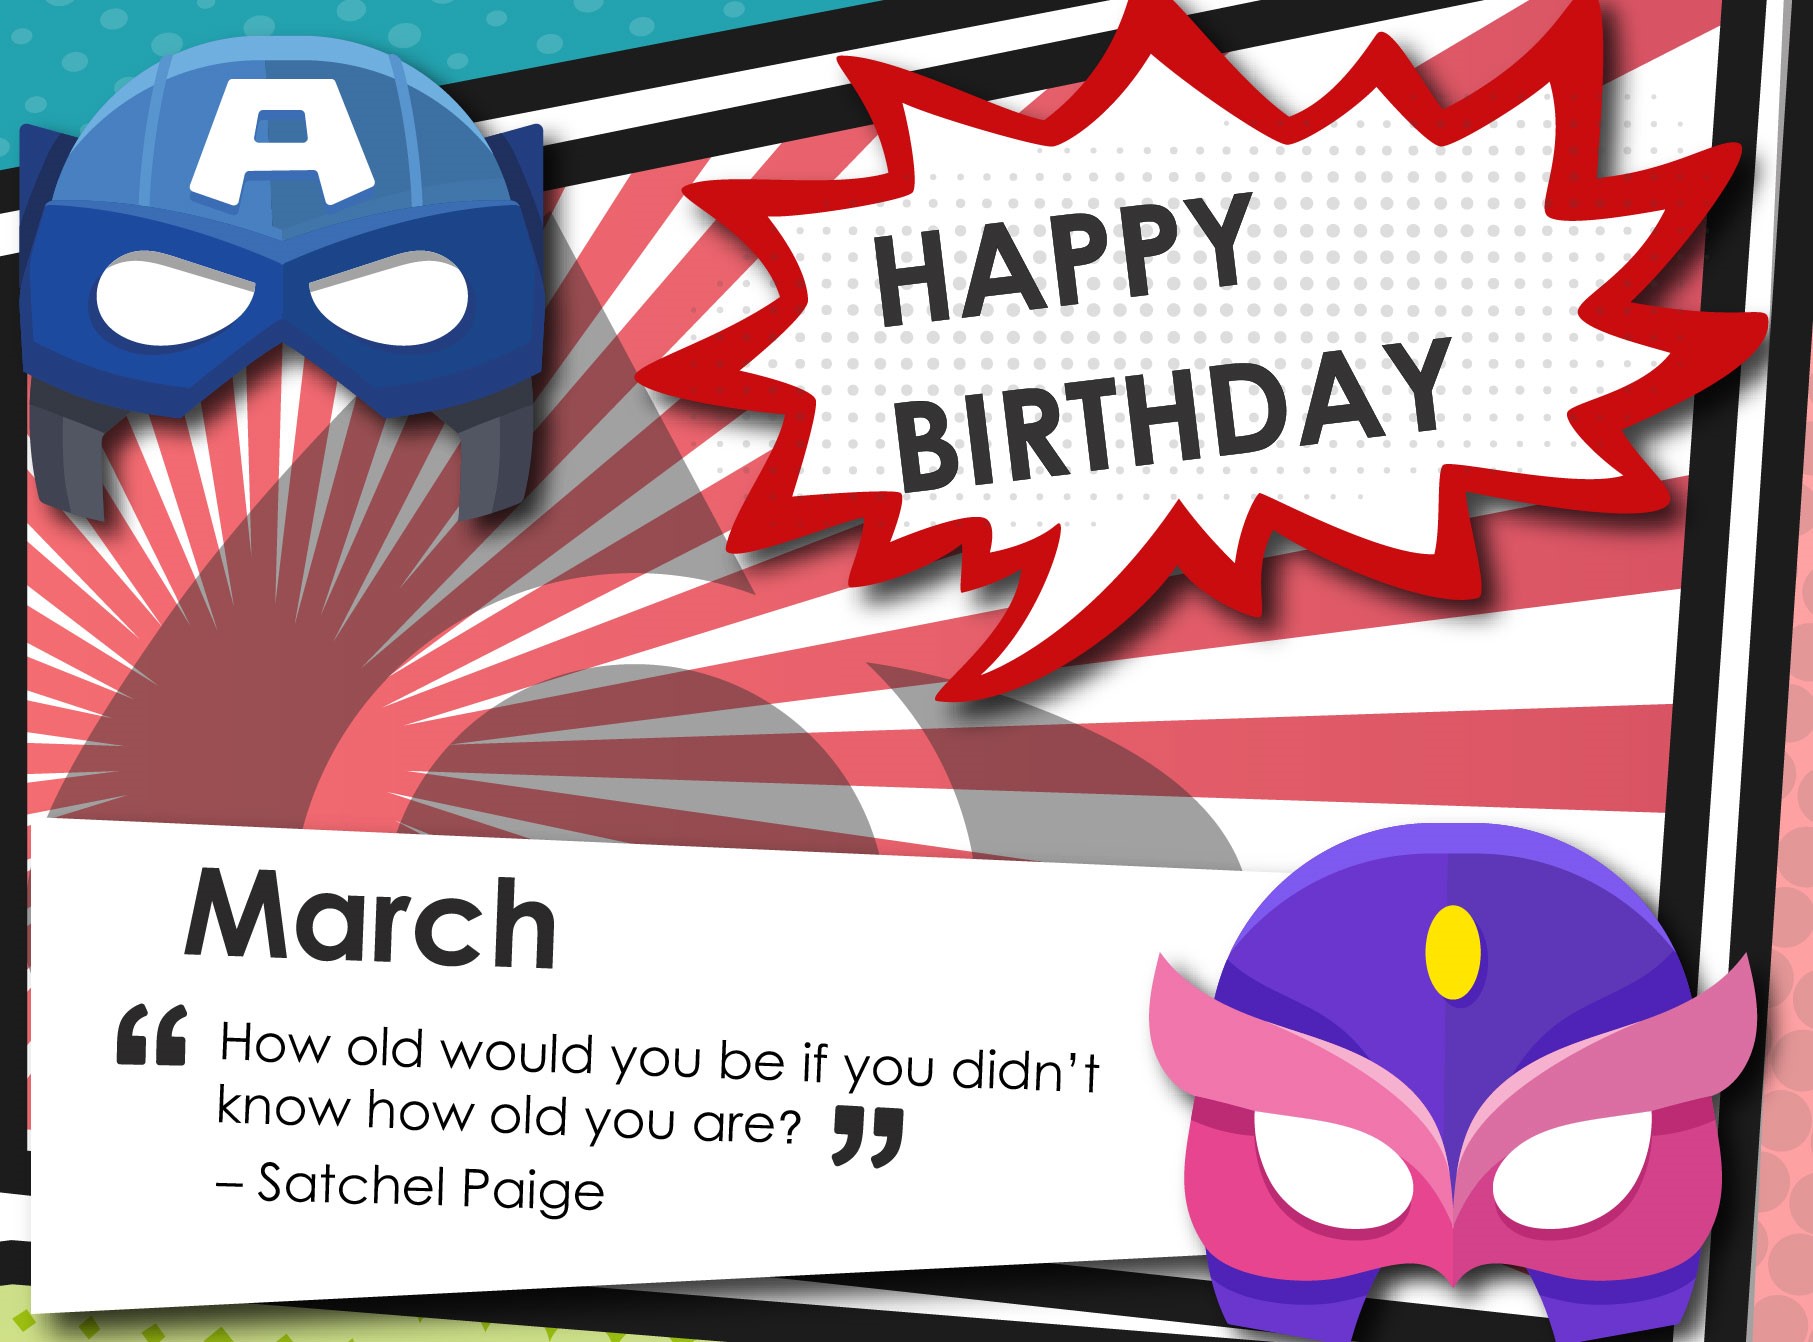 A
HAPPY
BIRTHDAY
March
“ How old would you be if you didn’t
know how old you are? ”
– Satchel Paige